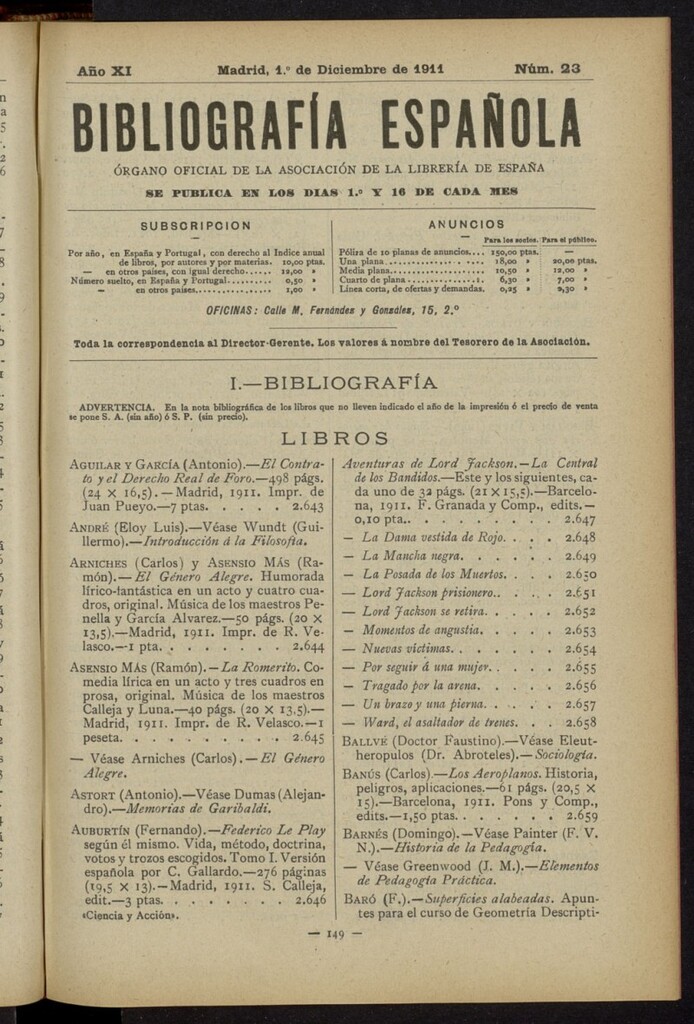 Año XI Madrid, 1.º de Diciembre de 1911 Núm. 23
BIBLIOGRAFÍA ESPAÑOLA
ÓRGANO OFICIAL DE LA ASOCIACIÓN DE LA LIBRERÍA DE ESPAÑA
SE PUBLICA EN LOS DIAS 1.º Y 16 DE CADA MES
SUBSCRIPCION
Por año, en España y Portugal, con derecho al Indice anual
de libros, por autores y por materias. 10,00 ptas.
— en otros países, con igual derecho...... 12,00 »
Número suelto, en España y Portugal......... 0,50 »
— en otros países................ 1,00 »
ANUNCIOS
Para los socios. Para el público.
Póliza de 10 planas de anuncios.... 150,00 ptas. —
Una plana........................ 18,00 » 20,00 ptas.
Media plana....................... 10,50 » 12,00 »
Cuarto de plana................... 6,30 » 7,00 »
Línea corta, de ofertas y demandas. 0,25 »
OFICINAS: Calle M. Fernández y González, 15, 2.º
Toda la correspondencia al Director-Gerente. Los valores á nombre del Tesorero de la Asociación.
I.—BIBLIOGRAFÍA
ADVERTENCIA. En la nota bibliográfica de los libros que no lleven indicado el año de la impresión ó el precio de venta
se pone S. A. (sin año) ó S. P. (sin precio).
LIBROS
AGUILAR Y GARCÍA (Antonio).—El Contra-
to y el Derecho Real de Foro.—498 págs.
(24 × 16,5).—Madrid, 1911. Impr. de
Juan Pueyo.—7 ptas. . . . . . 2.643
ANDRÉ (Eloy Luis).—Véase Wundt (Gui-
llermo).—Introducción á la Filosofía.
ARNICHES (Carlos) y ASENSIO MÁS (Ra-
món).—El Género Alegre. Humorada
lírico-fantástica en un acto y cuatro cua-
dros, original. Música de los maestros Pe-
nella y García Alvarez.—50 págs. (20 ×
13,5).—Madrid, 1911. Impr. de R. Ve-
lasco.—1 pta. . . . . . . . 2.644
ASENSIO MÁS (Ramón).—La Romerito. Co-
media lírica en un acto y tres cuadros en
prosa, original. Música de los maestros
Calleja y Luna.—40 págs. (20 × 13,5).—
Madrid, 1911. Impr. de R. Velasco.—1
peseta. . . . . . . . . . 2.645
— Véase Arniches (Carlos).—El Género
Alegre.
ASTORT (Antonio).—Véase Dumas (Alejan-
dro).—Memorias de Garibaldi.
AUBURTÍN (Fernando).—Federico Le Play
según él mismo. Vida, método, doctrina,
votos y trozos escogidos. Tomo I. Versión
española por C. Gallardo.—276 páginas
(19,5 × 13).—Madrid, 1911. S. Calleja,
edit.—3 ptas. . . . . . . . 2.646
«Ciencia y Acción».
Aventuras de Lord Jackson.—La Central
de los Bandidos.—Este y los siguientes, ca-
da uno de 32 págs. (21 × 15,5).—Barcelo-
na, 1911. F. Granada y Comp., edits.—
0,10 pta.. . . . . . . . . 2.647
— La Dama vestida de Rojo. . . . 2.648
— La Mancha negra. . . . . . 2.649
— La Posada de los Muertos. . . . 2.650
— Lord Jackson prisionero.. . . . 2.651
— Lord Jackson se retira. . . . . 2.652
— Momentos de angustia. . . . . 2.653
— Nuevas víctimas. . . . . . 2.654
— Por seguir á una mujer. . . . . 2.655
— Tragado por la arena. . . . . 2.656
— Un brazo y una pierna. . . . . 2.657
— Ward, el asaltador de trenes. . . 2.658
BALLVÉ (Doctor Faustino).—Véase Eleut-
heropulos (Dr. Abroteles).—Sociología.
BANÚS (Carlos).—Los Aeroplanos. Historia,
peligros, aplicaciones.—61 págs. (20,5 ×
15).—Barcelona, 1911. Pons y Comp.,
edits.—1,50 ptas.. . . . . . . 2.659
BARNÉS (Domingo).—Véase Painter (F. V.
N.).—Historia de la Pedagogía.
— Véase Greenwood (J. M.).—Elementos
de Pedagogía Práctica.
BARÓ (F.).—Superficies alabeadas. Apun-
tes para el curso de Geometría Descripti-
— 149 —